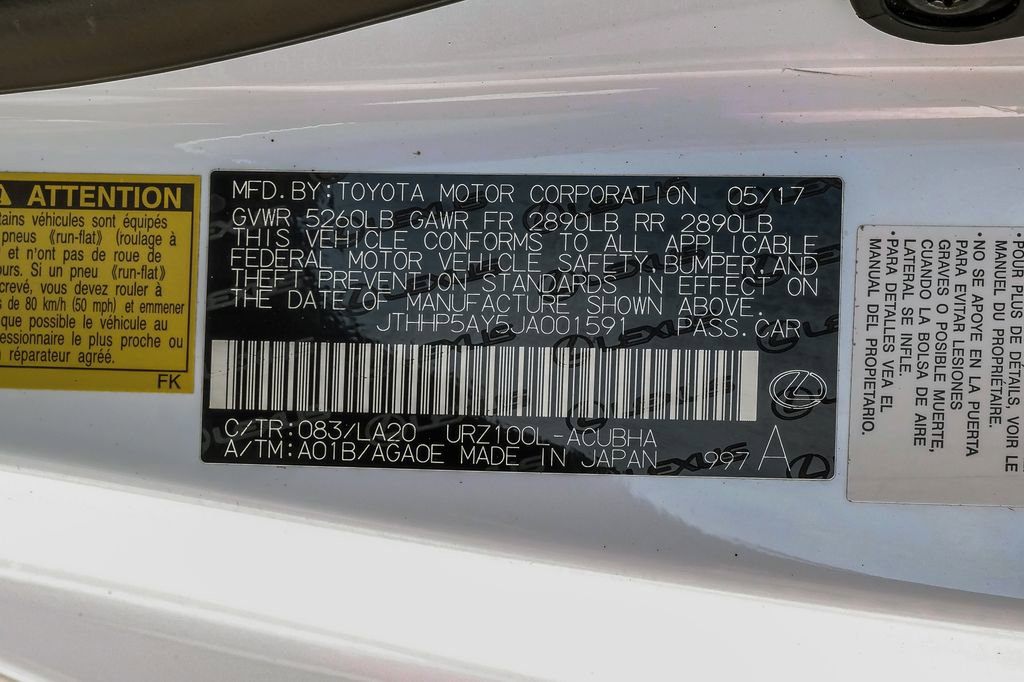 ATTENTION
tains véhicules sont équipés
pneus 《run-flat》 (roulage à
et n'ont pas de roue de
ours. Si un pneu 《run-flat》
crevé, vous devez rouler à
s de 80 km/h (50 mph) et emmener
que possible le véhicule au
essionnaire le plus proche ou
n réparateur agréé.
FK
MFD.BY:TOYOTA MOTOR CORPORATION 05/17
GVWR 5260LB GAWR FR 2890LB RR 2890LB
THIS VEHICLE CONFORMS TO ALL APPLICABLE
FEDERAL MOTOR VEHICLE SAFETY,BUMPER,AND
THEFT PREVENTION STANDARDS IN EFFECT ON
THE DATE OF MANUFACTURE SHOWN ABOVE.
JTHHP5AY5JA001591 PASS.CAR
C/TR:083/LA20 URZ100L-ACUBHA
A/TM:A01B/AGA0E MADE IN JAPAN 997 A
LEXUS
POUR PLUS DE DÉTAILS, VOIR LE
MANUEL DU PROPRIÉTAIRE.
•NO SE APOYE EN LA PUERTA
PARA EVITAR LESIONES
GRAVES O POSIBLE MUERTE,
CUANDO LA BOLSA DE AIRE
LATERAL SE INFLE.
•PARA DETALLES VEA EL
MANUAL DEL PROPIETARIO.